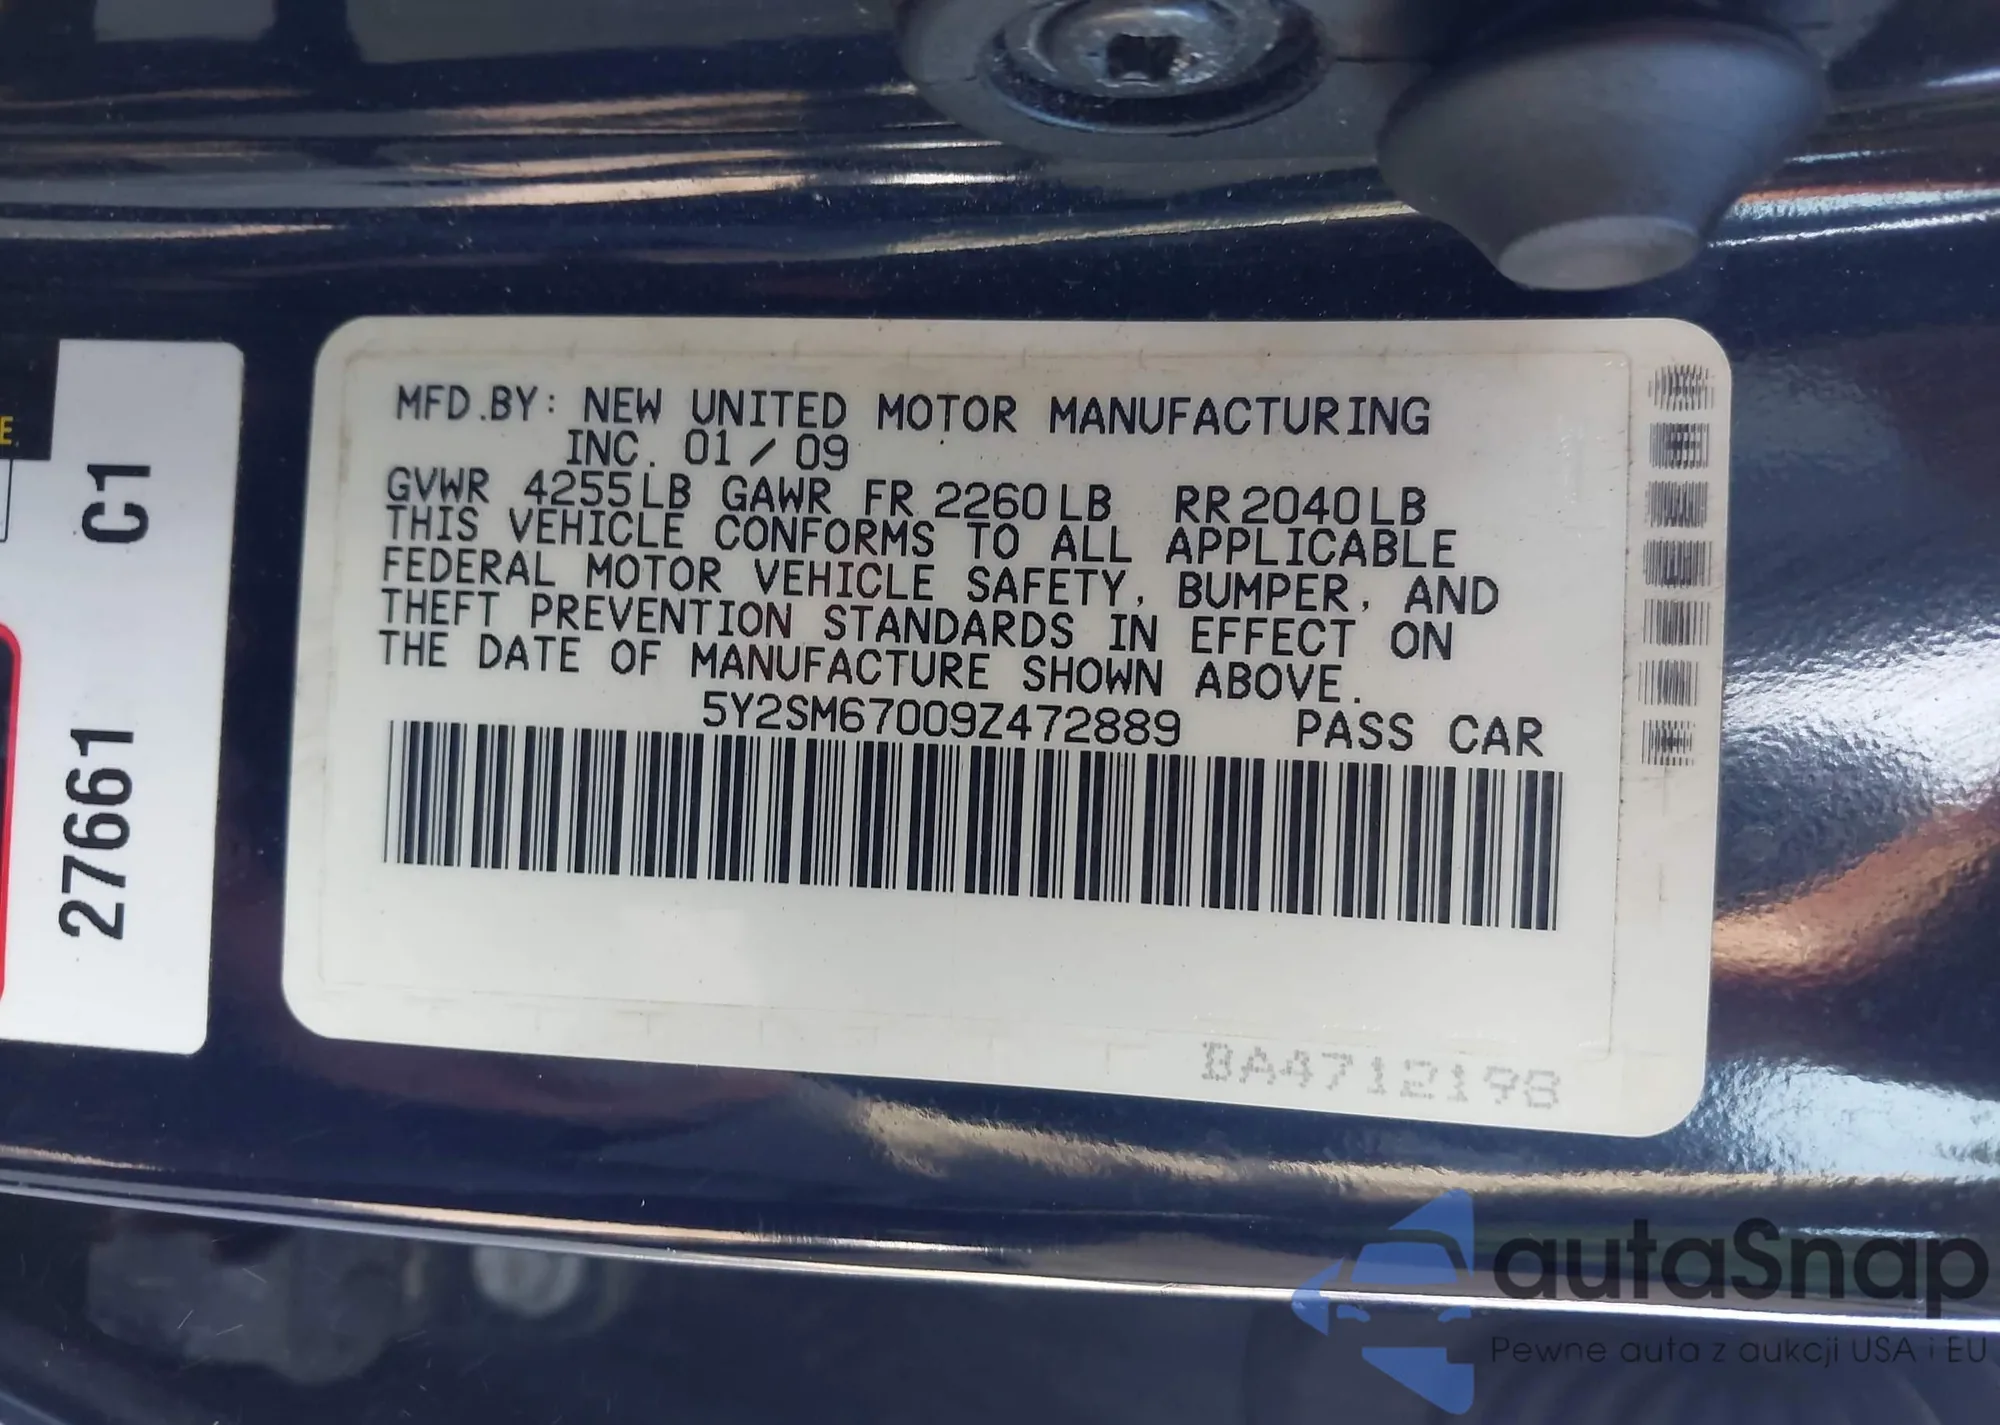 MFD.BY: NEW UNITED MOTOR MANUFACTURING
INC. 01/09
GVWR 4255LB GAWR FR 2260LB RR2040LB
THIS VEHICLE CONFORMS TO ALL APPLICABLE
FEDERAL MOTOR VEHICLE SAFETY, BUMPER, AND
THEFT PREVENTION STANDARDS IN EFFECT ON
THE DATE OF MANUFACTURE SHOWN ABOVE.
5Y2SM67009Z472889 PASS CAR
BA4712198
27661 C1
E.
autaSnap
Pewne auta z aukcji USA i EU